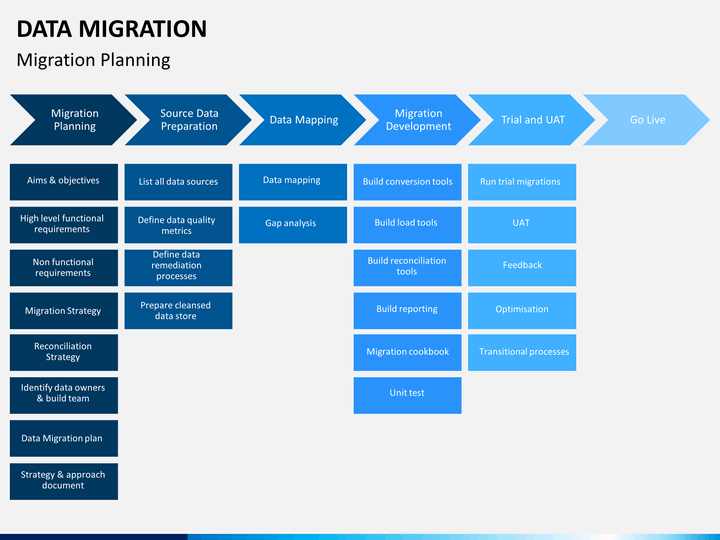 DATA MIGRATION
Migration Planning
Migration
Planning
Source Data
Preparation
Data Mapping
Migration
Development
Trial and UAT
Go Live
Aims & objectives
High level functional
requirements
Non functional
requirements
Migration Strategy
Reconciliation
Strategy
Identify data owners
& build team
Data Migration plan
Strategy & approach
document
List all data sources
Define data quality
metrics
Define data
remediation
processes
Prepare cleansed
data store
Data mapping
Gap analysis
Build conversion tools
Build load tools
Build reconciliation
tools
Build reporting
Migration cookbook
Unit test
Run trial migrations
UAT
Feedback
Optimisation
Transitional processes